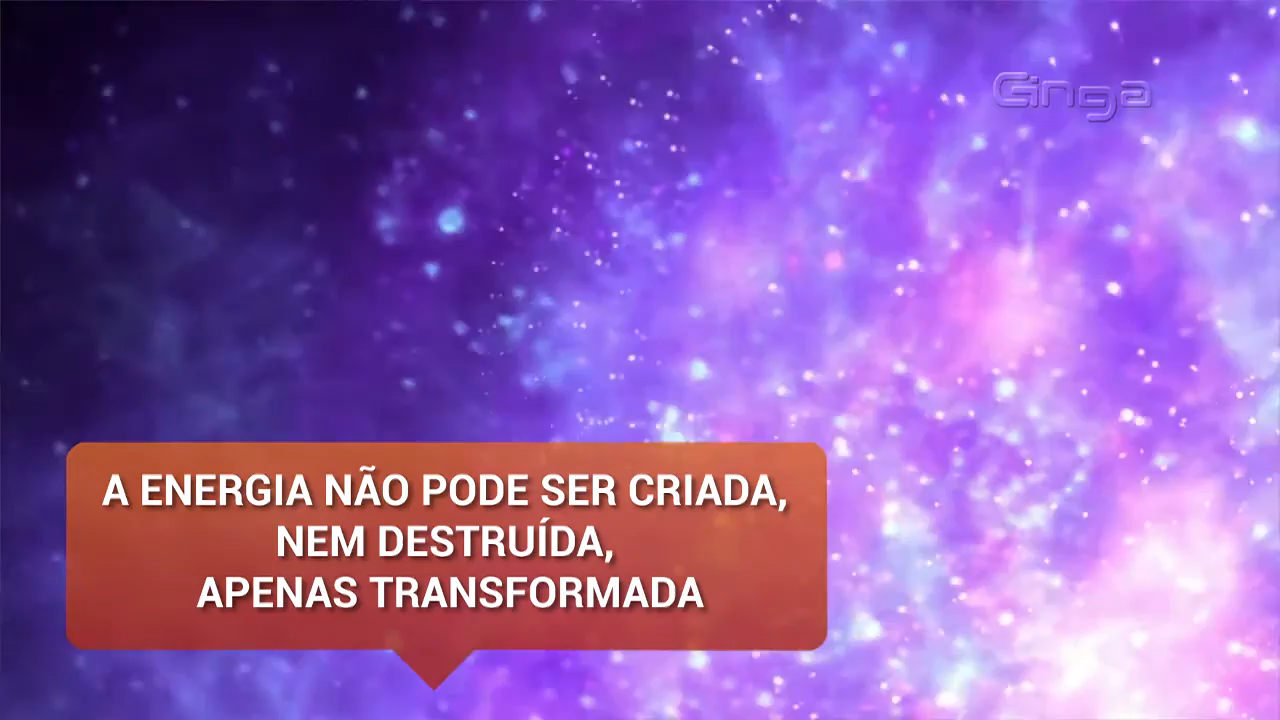 Ginga
A ENERGIA NÃO PODE SER CRIADA,
NEM DESTRUÍDA,
APENAS TRANSFORMADA